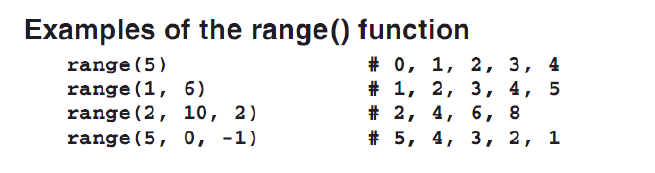 Examples of the range() function
range(5) # 0, 1, 2, 3, 4
range(1, 6) # 1, 2, 3, 4, 5
range(2, 10, 2) # 2, 4, 6, 8
range(5, 0, -1) # 5, 4, 3, 2, 1